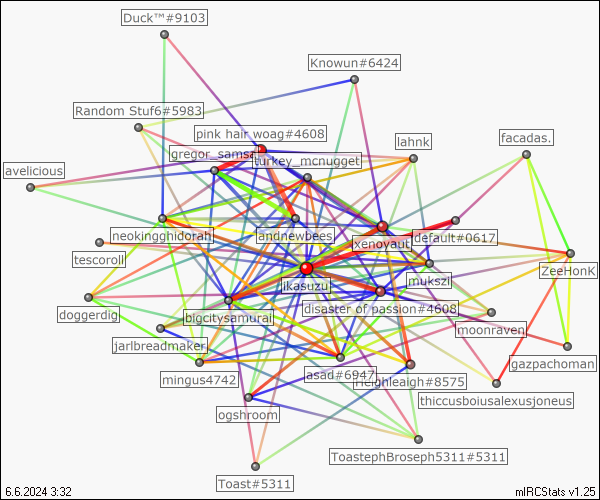 Duck™#9103
Knowun#6424
Random Stuf6#5983
pink hair woag#4608
lahnk
facadas.
gregor_samsa
turkey_mcnugget
avelicious
neokingghidorah
andnewbees
xenoyaut
default#0617
tescoroll
ikasuzu
mukszi
ZeeHonK
doggerdig
bigcitysamurai
disaster of passion#4608
moonraven
jarlbreadmaker
gazpachoman
mingus4742
asad#6947
heighleaigh#8575
thiccusboiusalexusjoneus
ogshroom
ToastephBroseph5311#5311
Toast#5311
6.6.2024 3:32
mIRCStats v1.25